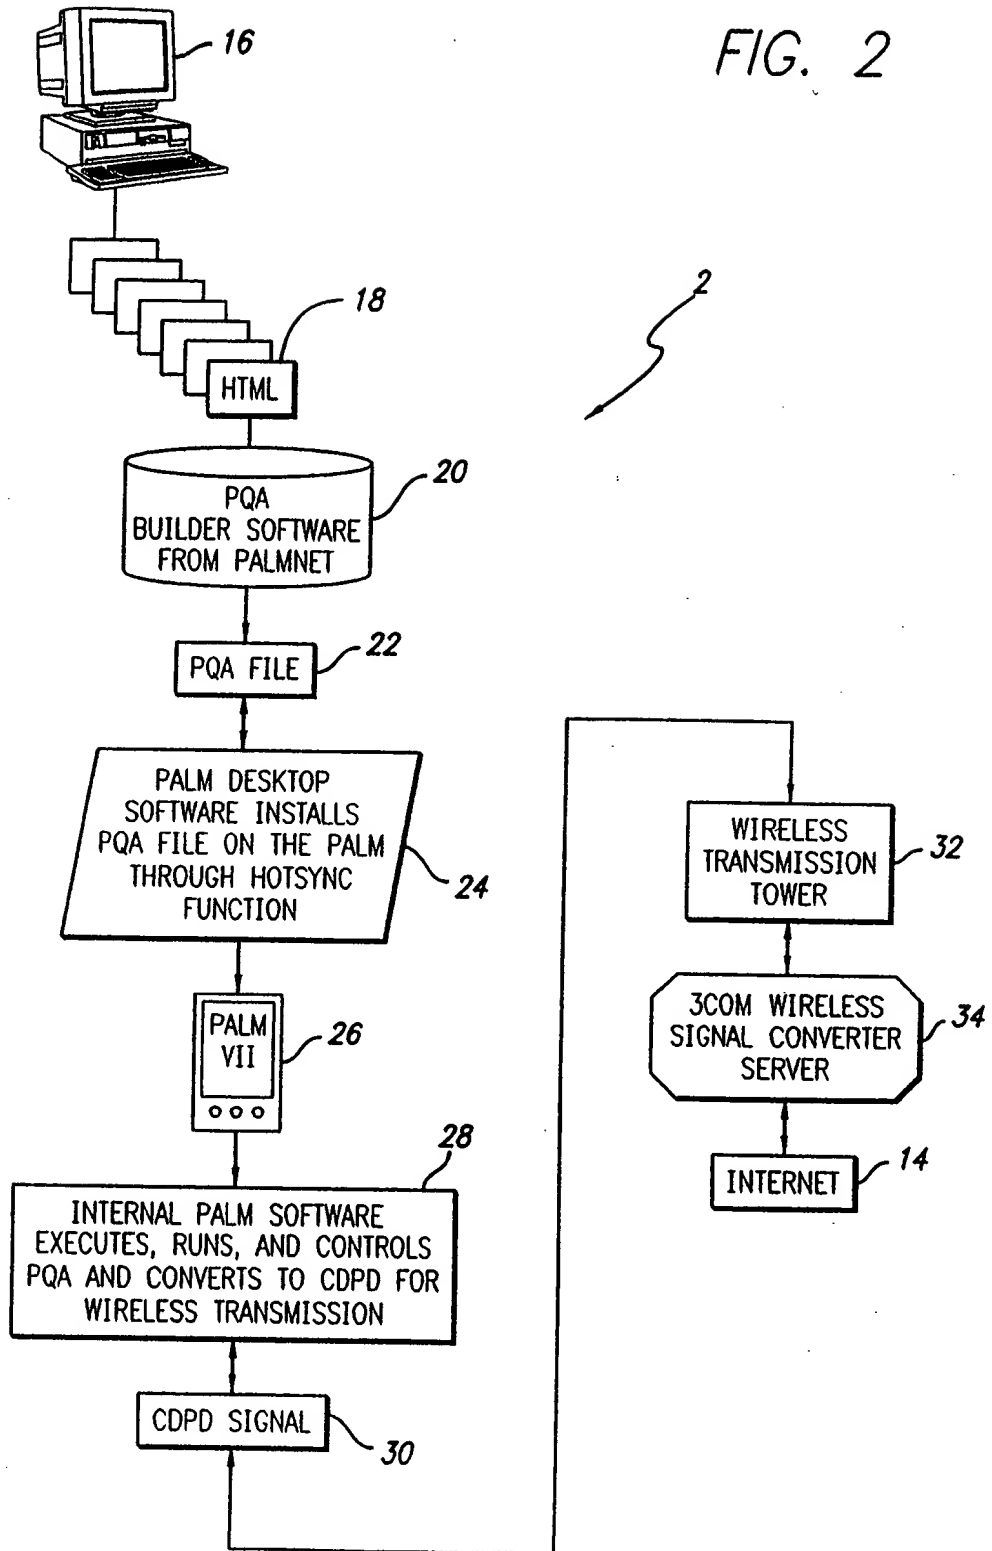 FIG. 2
16
18
2
HTML
20
PQA
BUILDER SOFTWARE
FROM PALMNET
22
PQA FILE
PALM DESKTOP
SOFTWARE INSTALLS
PQA FILE ON THE PALM
THROUGH HOTSYNC
FUNCTION
24
PALM
VII
26
28
INTERNAL PALM SOFTWARE
EXECUTES, RUNS, AND CONTROLS
PQA AND CONVERTS TO CDPD FOR
WIRELESS TRANSMISSION
CDPD SIGNAL
30
WIRELESS
TRANSMISSION
TOWER
32
3COM WIRELESS
SIGNAL CONVERTER
SERVER
34
INTERNET
14